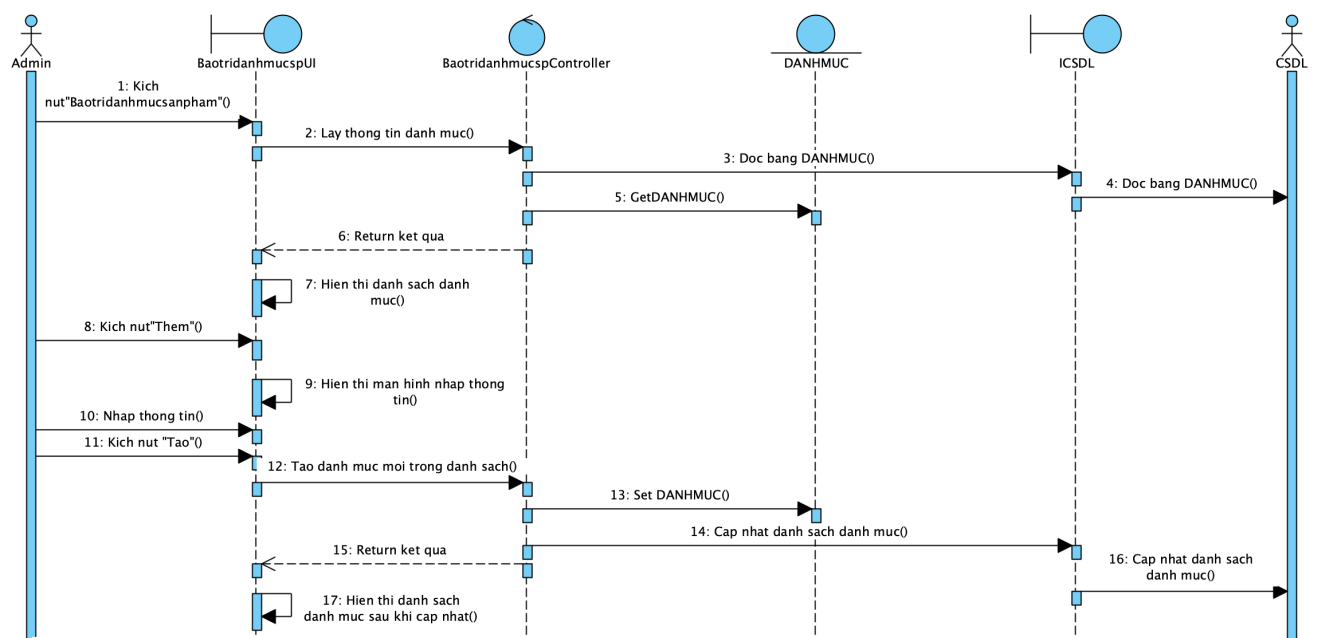 Admin
BaotridanhmucspUI
BaotridanhmucspController
DANHMUC
ICSDL
CSDL
1: Kich
nut"Baotridanhmucsanpham"()
2: Lay thong tin danh muc()
3: Doc bang DANHMUC()
4: Doc bang DANHMUC()
5: GetDANHMUC()
6: Return ket qua
7: Hien thi danh sach danh
muc()
8: Kich nut"Them"()
9: Hien thi man hinh nhap thong
tin()
10: Nhap thong tin()
11: Kich nut "Tao"()
12: Tao danh muc moi trong danh sach()
13: Set DANHMUC()
14: Cap nhat danh sach danh muc()
15: Return ket qua
16: Cap nhat danh sach
danh muc()
17: Hien thi danh sach
danh muc sau khi cap nhat()